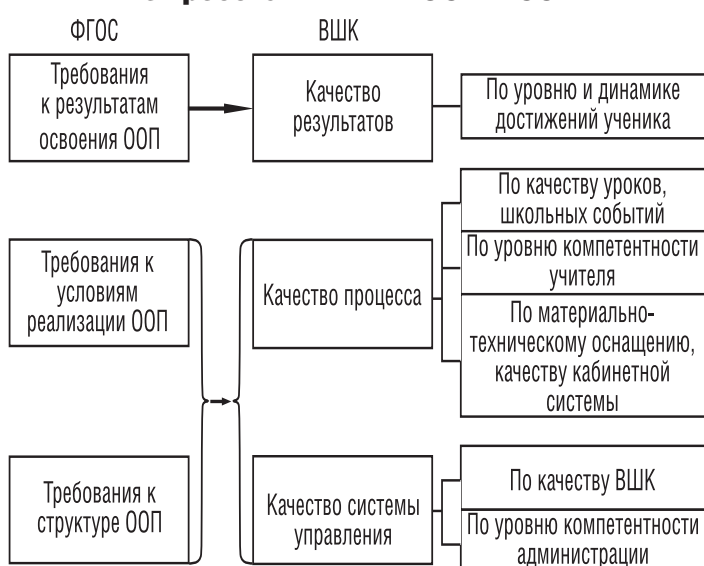 ФГОС
ВШК
Требования
к результатам
освоения ООП
Качество
результатов
По уровню и динамике
достижений ученика
Требования к
условиям
реализации ООП
Качество процесса
По качеству уроков,
школьных событий
По уровню компетентности
учителя
По материально-
техническому оснащению,
качеству кабинетной
системы
Требования к
структуре ООП
Качество системы
управления
По качеству ВШК
По уровню компетентности
администрации